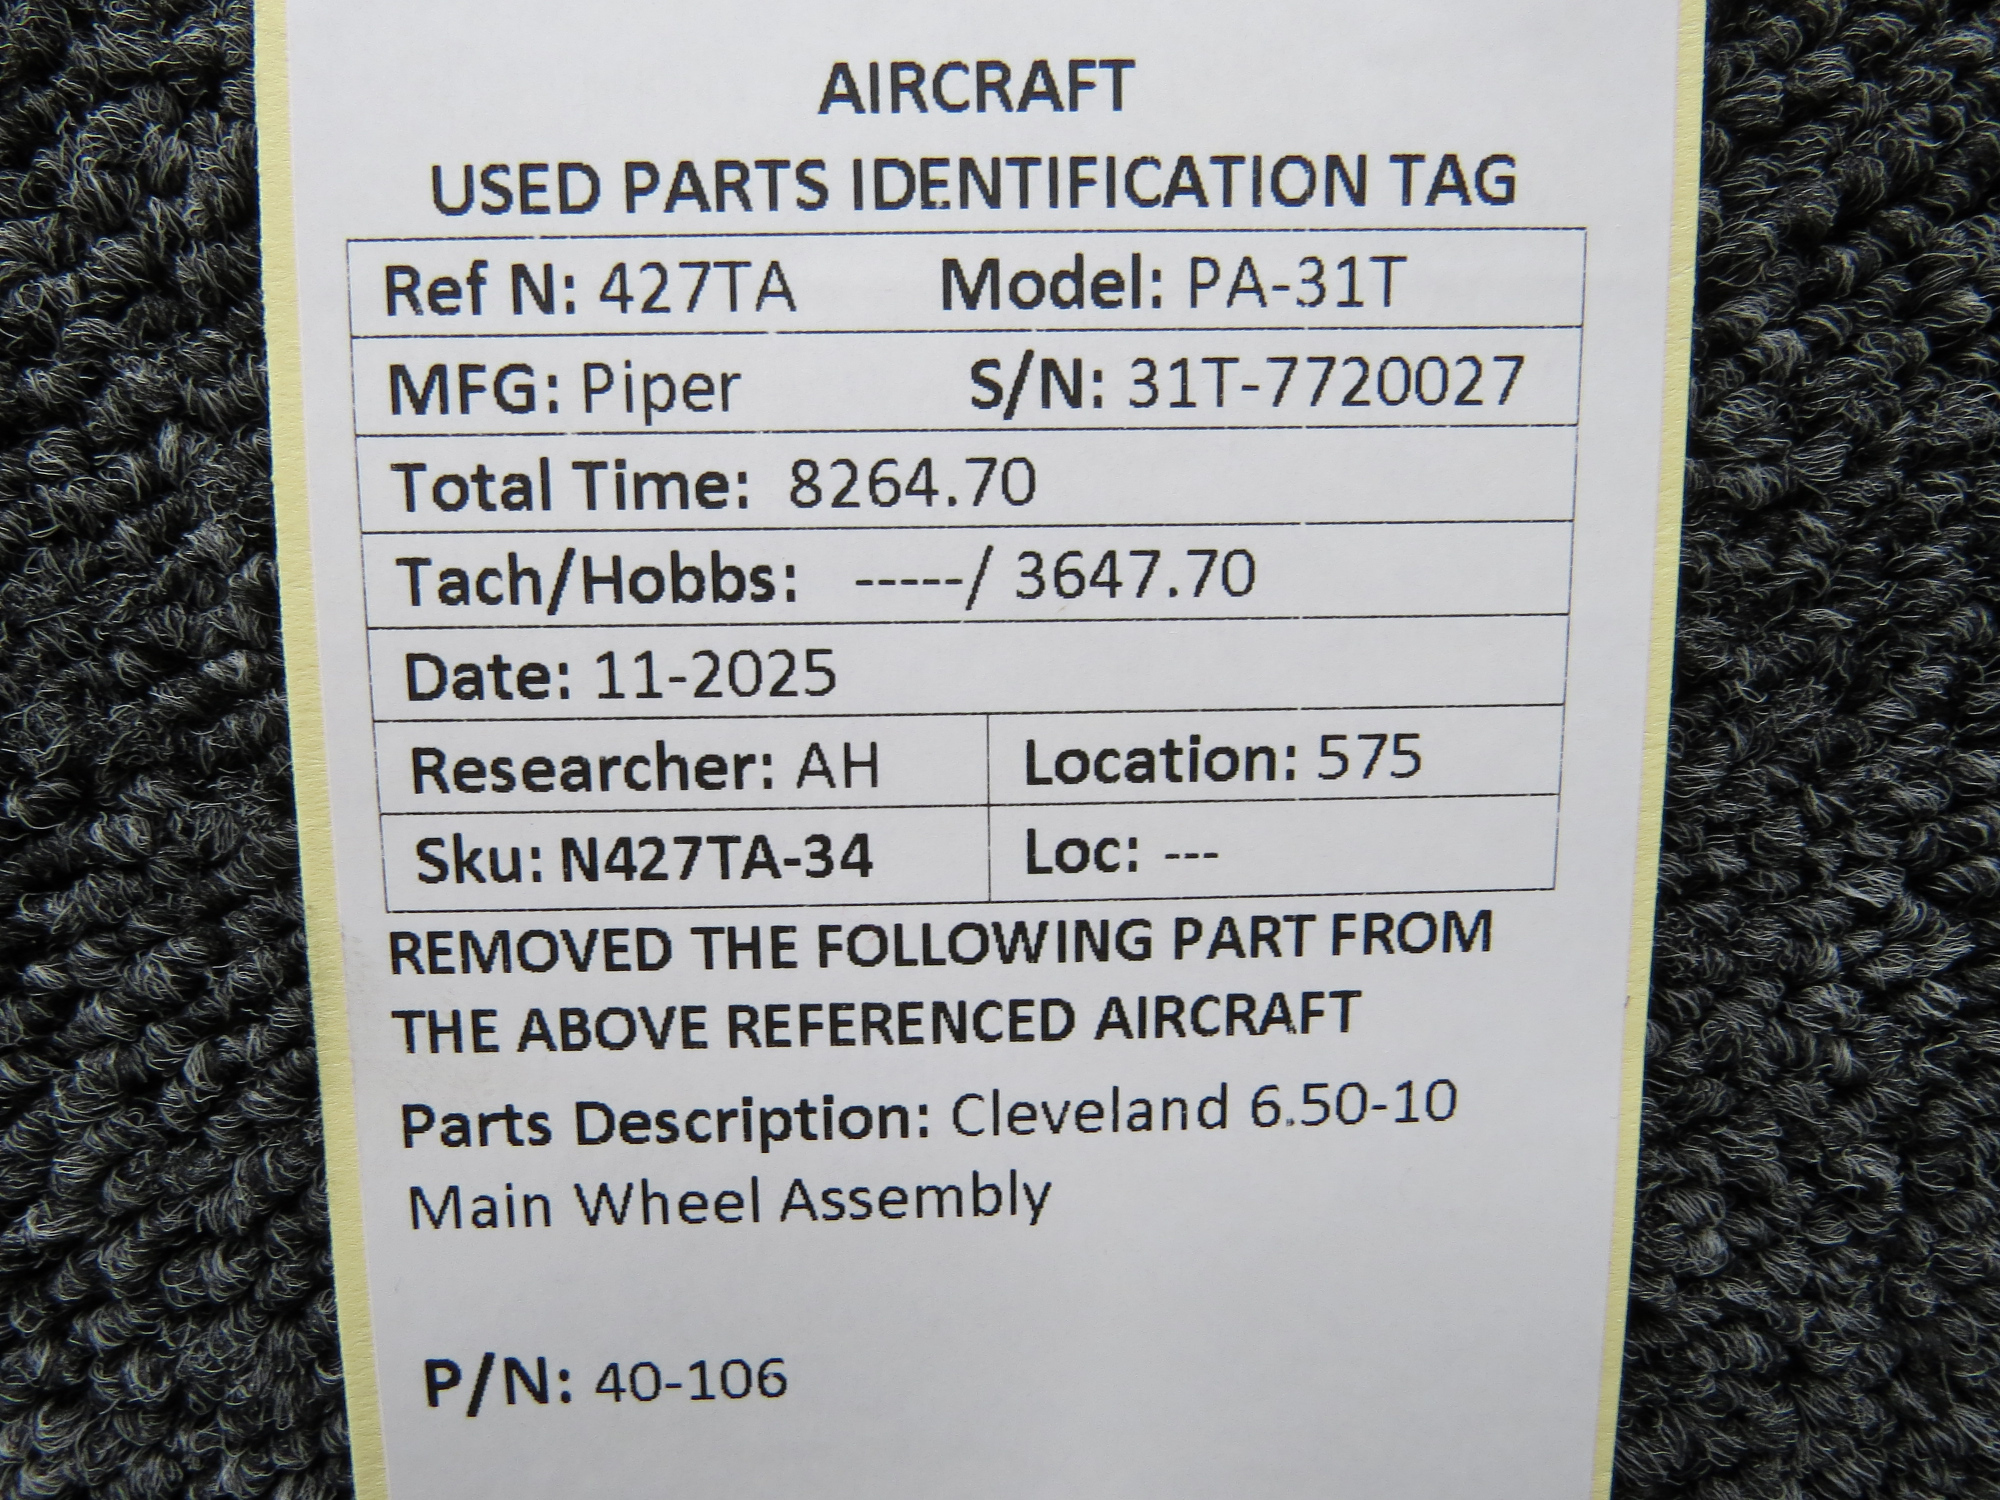 AIRCRAFT
USED PARTS IDENTIFICATION TAG
Ref N: 427TA Model: PA-31T
MFG: Piper S/N: 31T-7720027
Total Time: 8264.70
Tach/Hobbs: -----/ 3647.70
Date: 11-2025
Researcher: AH Location: 575
Sku: N427TA-34 Loc: ---
REMOVED THE FOLLOWING PART FROM
THE ABOVE REFERENCED AIRCRAFT
Parts Description: Cleveland 6.50-10
Main Wheel Assembly
P/N: 40-106